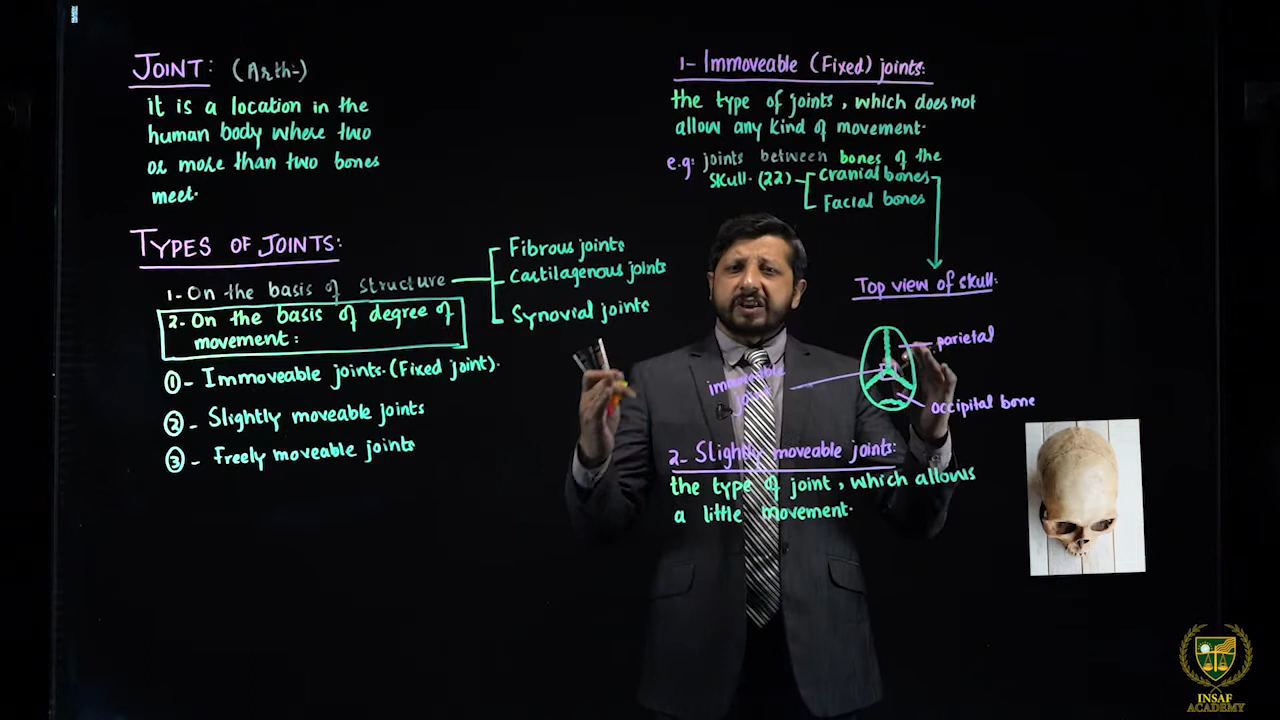 JOINT: (Arth-)
it is a location in the
human body where two
or more than two bones
meet.
TYPES OF JOINTS:
1- On the basis of structure
Fibrous joints
Cartilagenous joints
Synovial joints
2. On the basis of degree of
movement:
① - Immoveable joints. (Fixed joint).
② - Slightly moveable joints
③ - freely moveable joints
1- Immoveable (Fixed) joints:
the type of joints, which does not
allow any kind of movement.
e.g: joints between bones of the
skull. (22)
Cranial bones
Facial bones
Top view of skull:
parietal
immovable
joint
occipital bone
2- Slightly moveable joints:
the type of joint, which allows
a little movement.
INSAF
ACADEMY